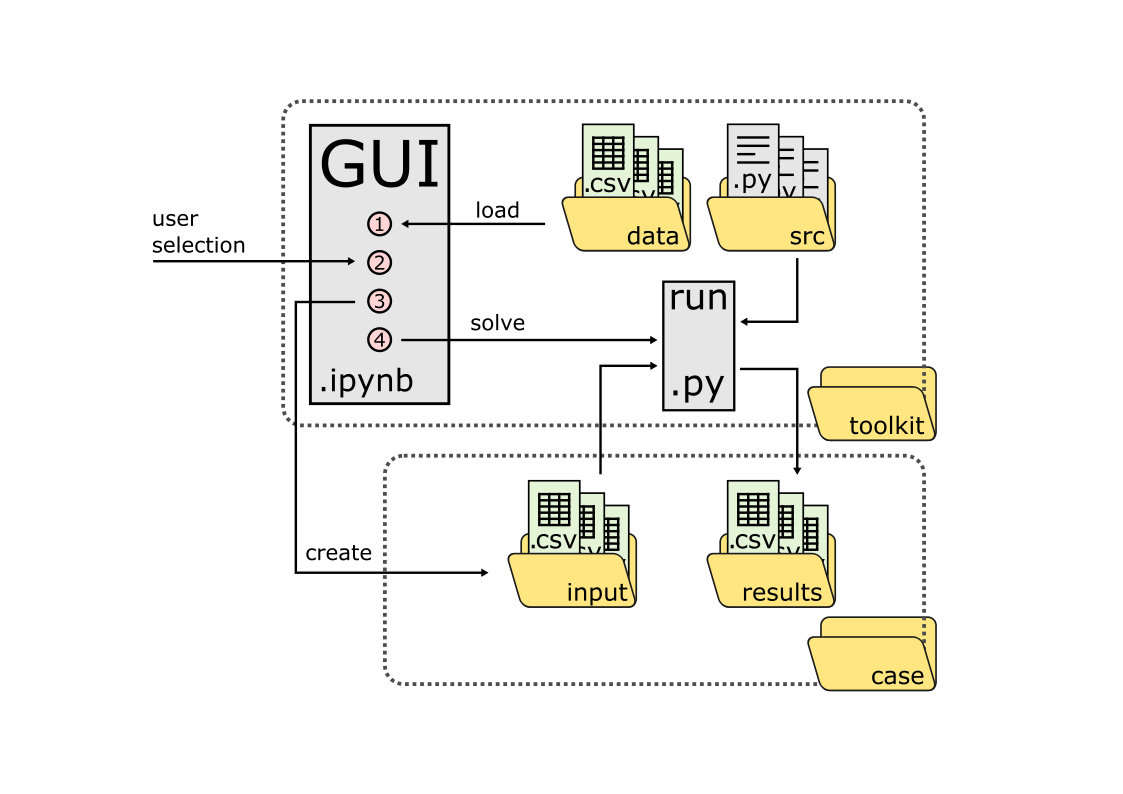 GUI
1
2
3
4
.ipynb
user
selection
load
.csv
data
.py
y
src
solve
run
.py
toolkit
create
.csv
input
.csv
results
case